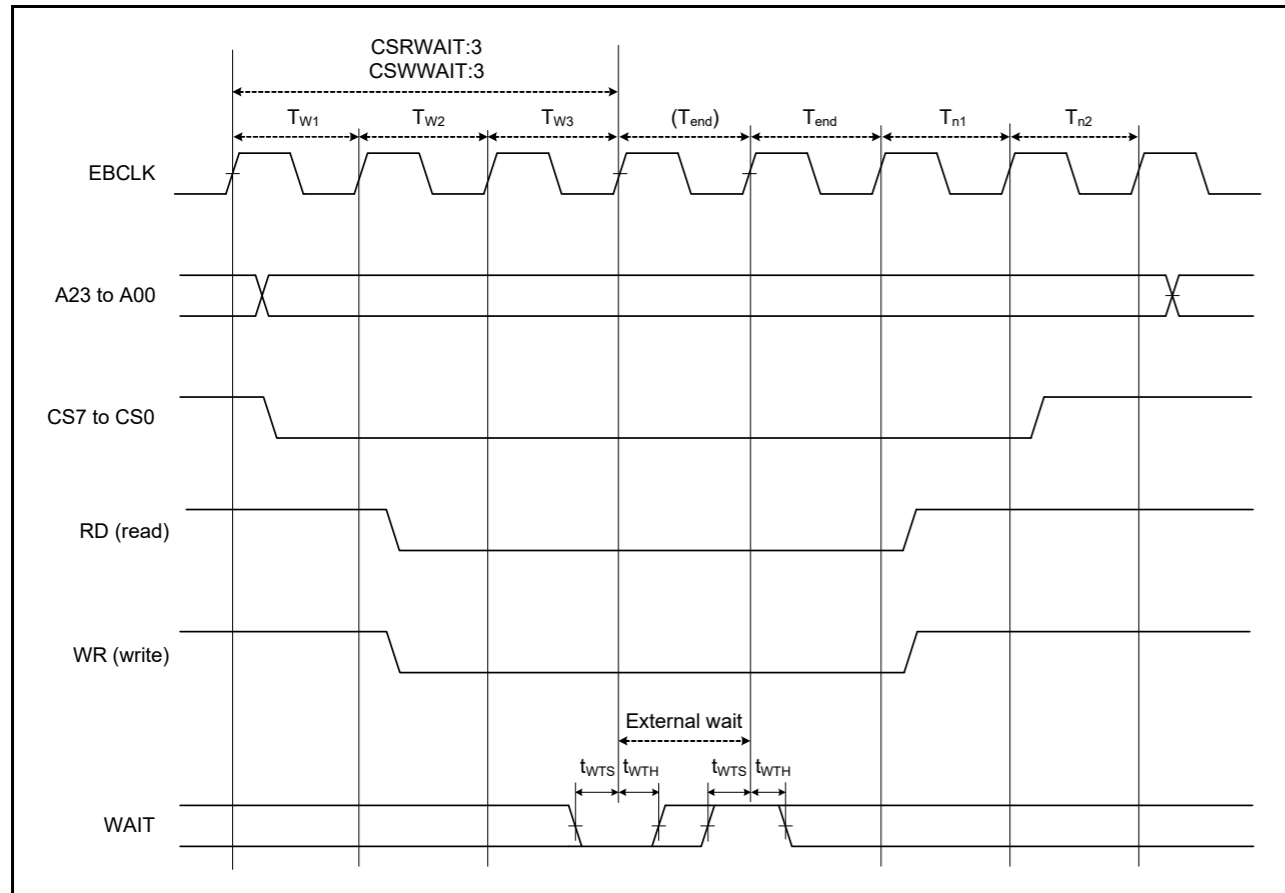 CSRWAIT:3
CSWWAIT:3
TW1 TW2 TW3 (Tend) Tend Tn1 Tn2
EBCLK
A23 to A00
CS7 to CS0
RD (read)
WR (write)
External wait
tWTS tWTH tWTS tWTH
WAIT